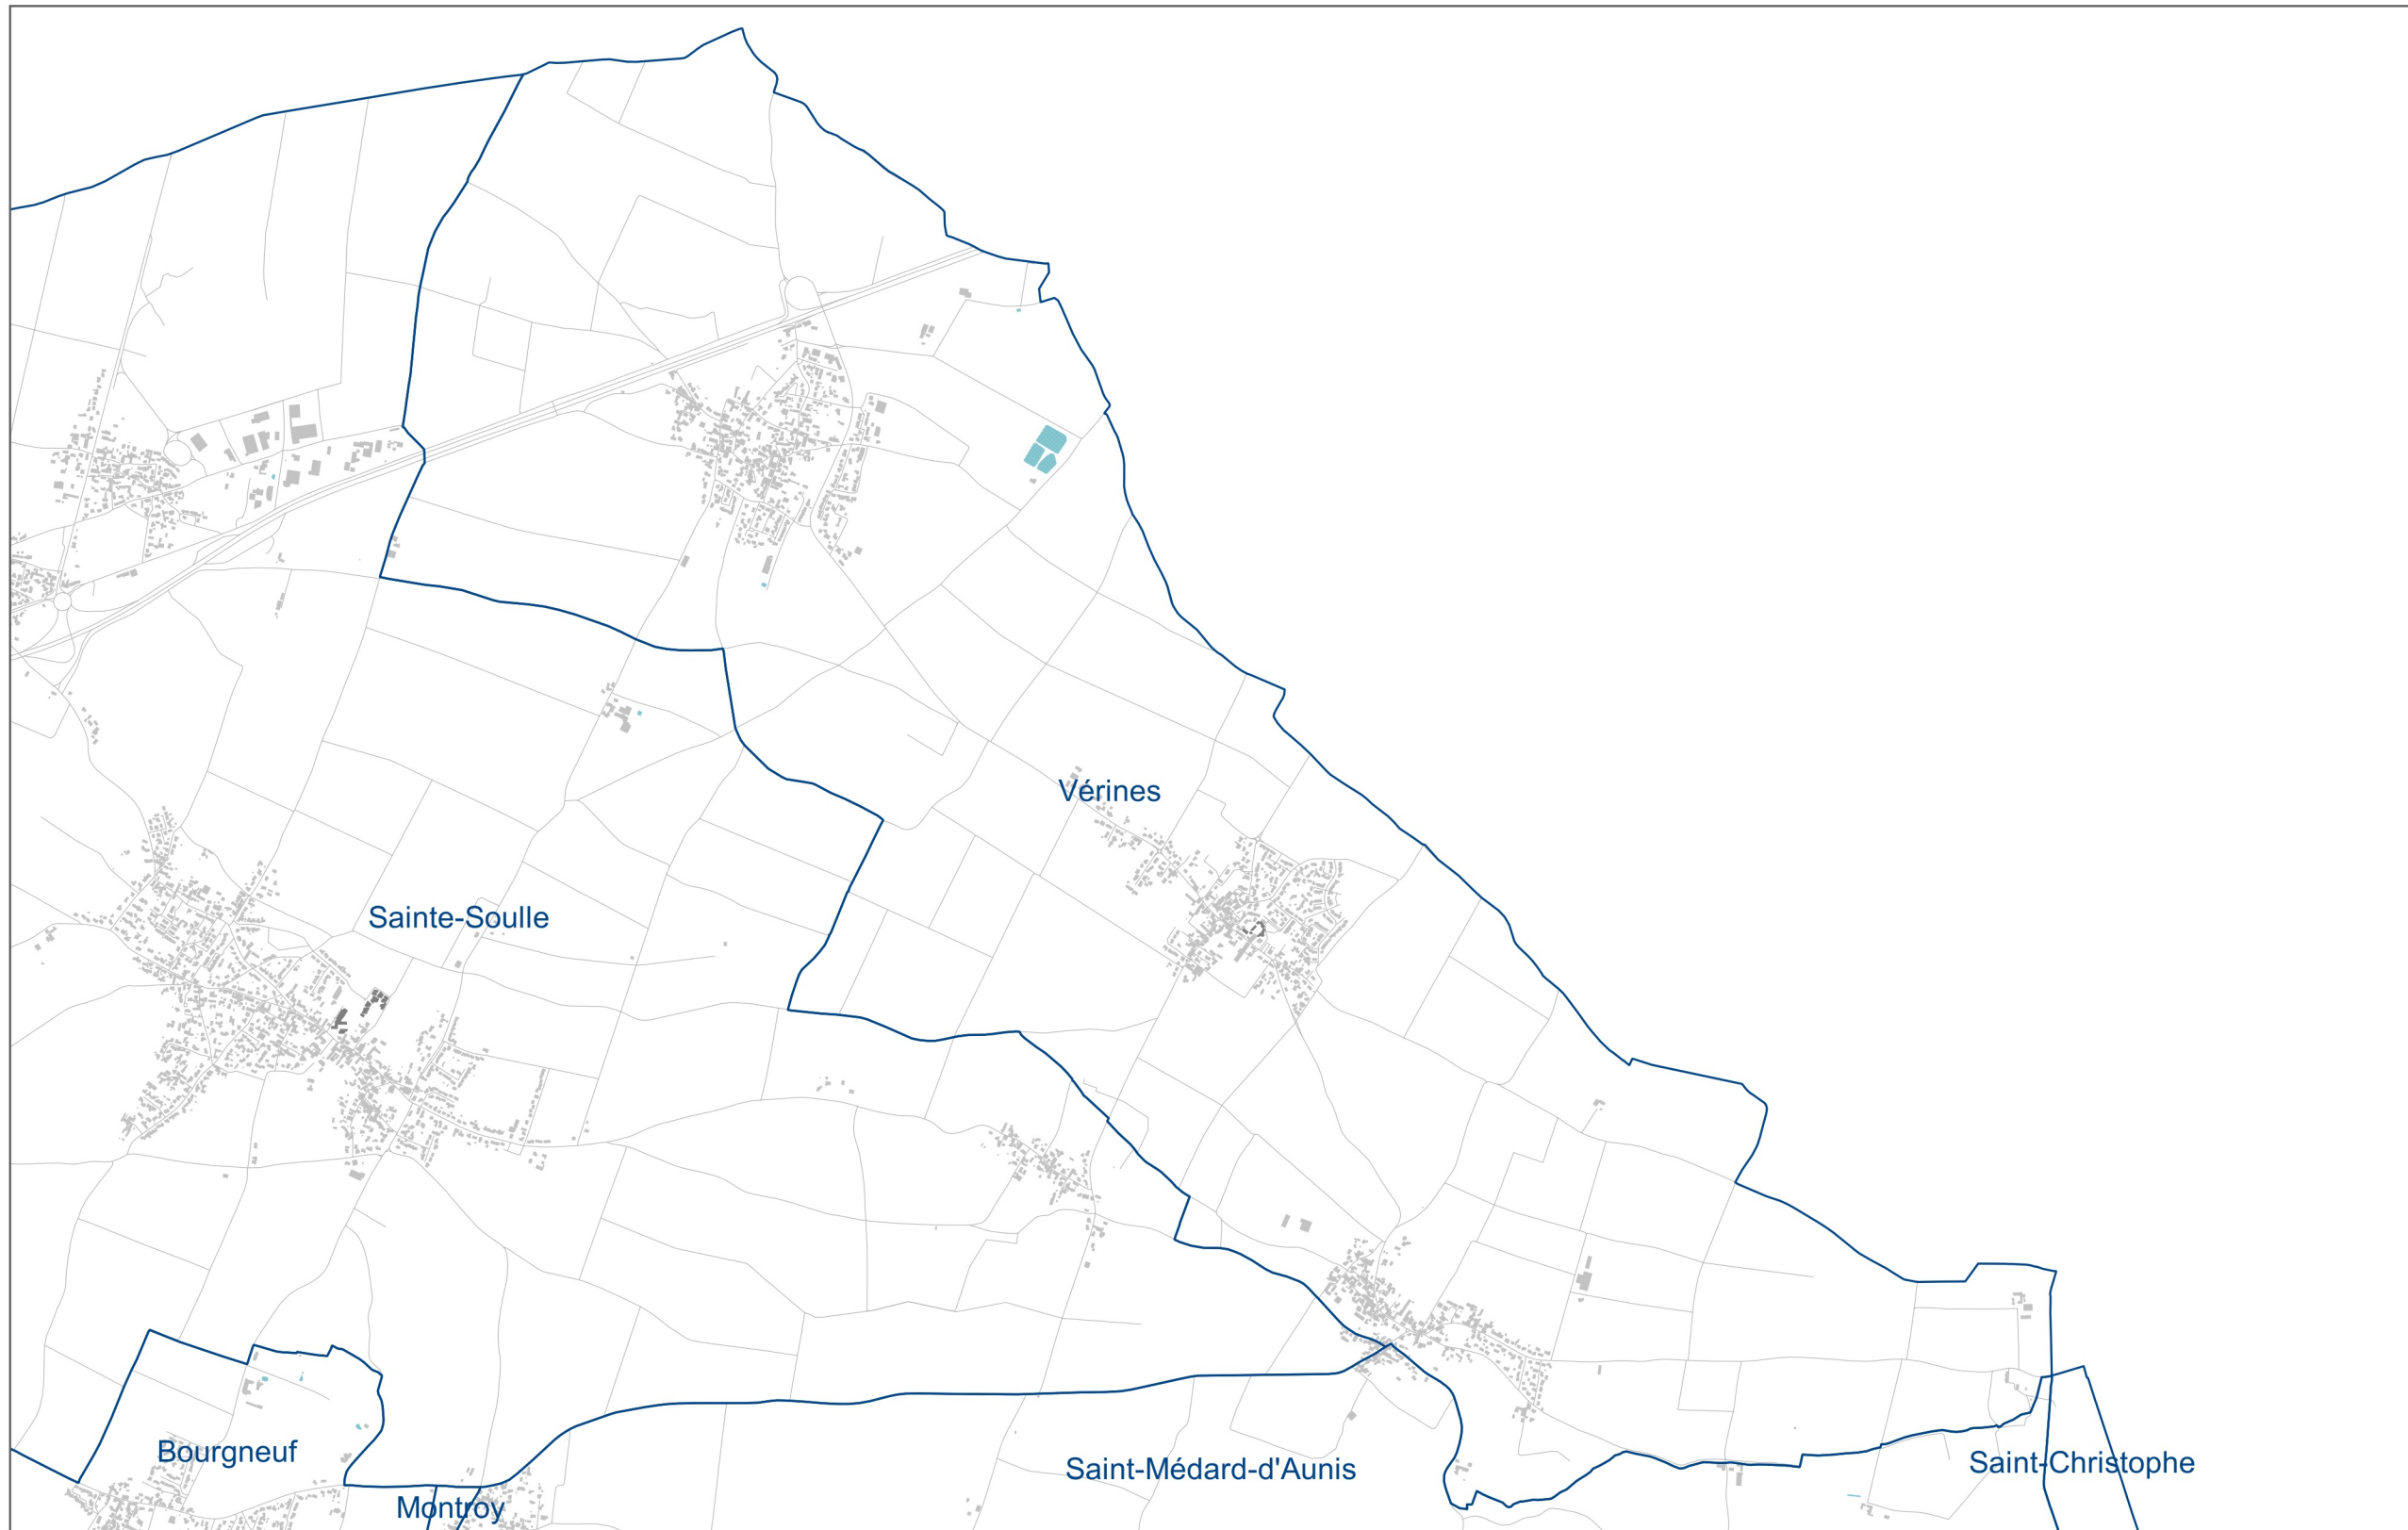 Vérines
Sainte-Soulle
Bourgneuf
Saint-Médard-d'Aunis
Saint-Christophe
Montroy